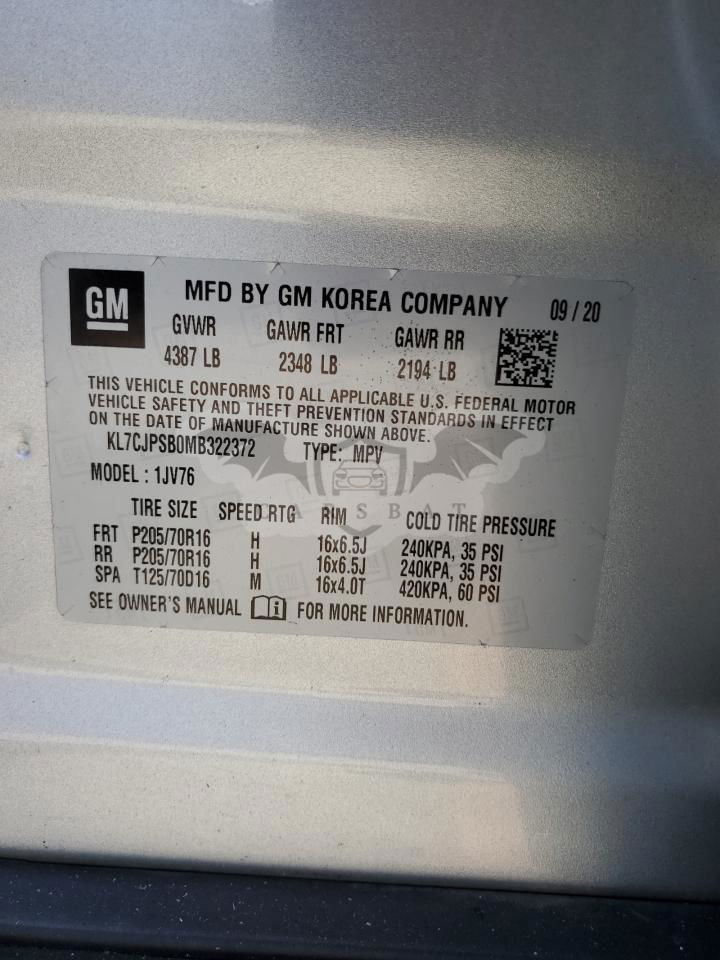 GM MFD BY GM KOREA COMPANY 09 / 20
GVWR GAWR FRT GAWR RR
4387 LB 2348 LB 2194 LB
THIS VEHICLE CONFORMS TO ALL APPLICABLE U.S. FEDERAL MOTOR
VEHICLE SAFETY AND THEFT PREVENTION STANDARDS IN EFFECT
ON THE DATE OF MANUFACTURE SHOWN ABOVE.
KL7CJPSB0MB322372 TYPE: MPV
MODEL : 1JV76
CARSBAT
TIRE SIZE SPEED RTG RIM COLD TIRE PRESSURE
FRT P205/70R16 H 16x6.5J 240KPA, 35 PSI
RR P205/70R16 H 16x6.5J 240KPA, 35 PSI
SPA T125/70D16 M 16x4.0T 420KPA, 60 PSI
SEE OWNER'S MANUAL i FOR MORE INFORMATION.